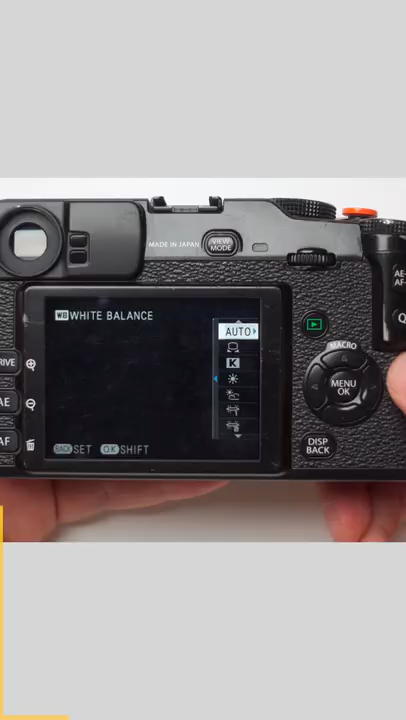 MADE IN JAPAN
VIEW
MODE
WB WHITE BALANCE
AUTO
K
BACK SET OK SHIFT
AE
MACRO
MENU
OK
DISP
BACK
AE-
AF-
Q
RIVE
AE
AF